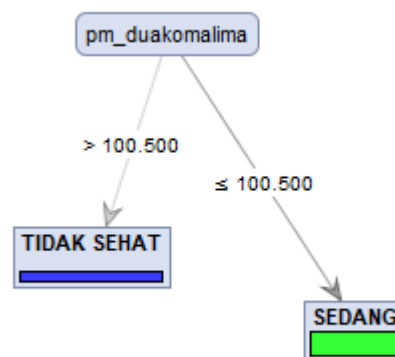 pm_duakomalima
> 100.500
≤ 100.500
TIDAK SEHAT
SEDANG